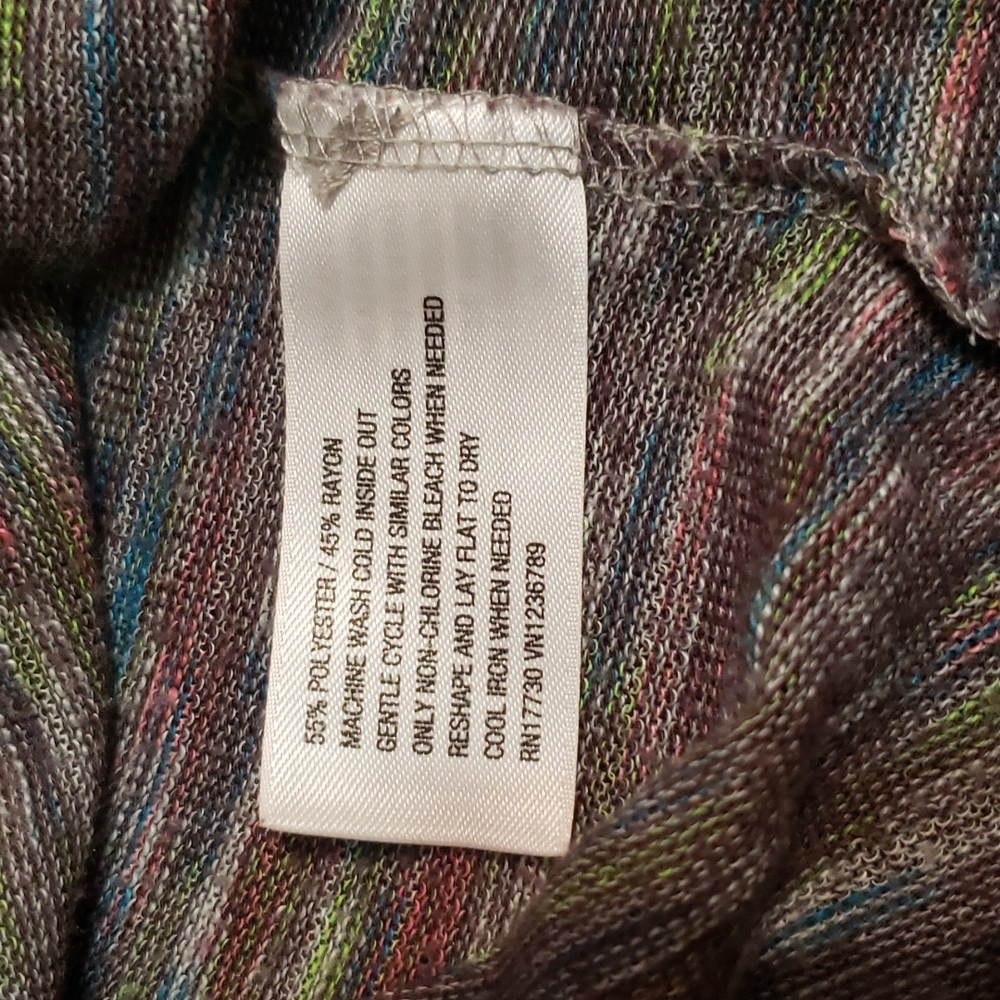 55% POLYESTER / 45% RAYON
MACHINE WASH COLD INSIDE OUT
GENTLE CYCLE WITH SIMILAR COLORS
ONLY NON-CHLORINE BLEACH WHEN NEEDED
RESHAPE AND LAY FLAT TO DRY
COOL IRON WHEN NEEDED
RN17730 VN12236789